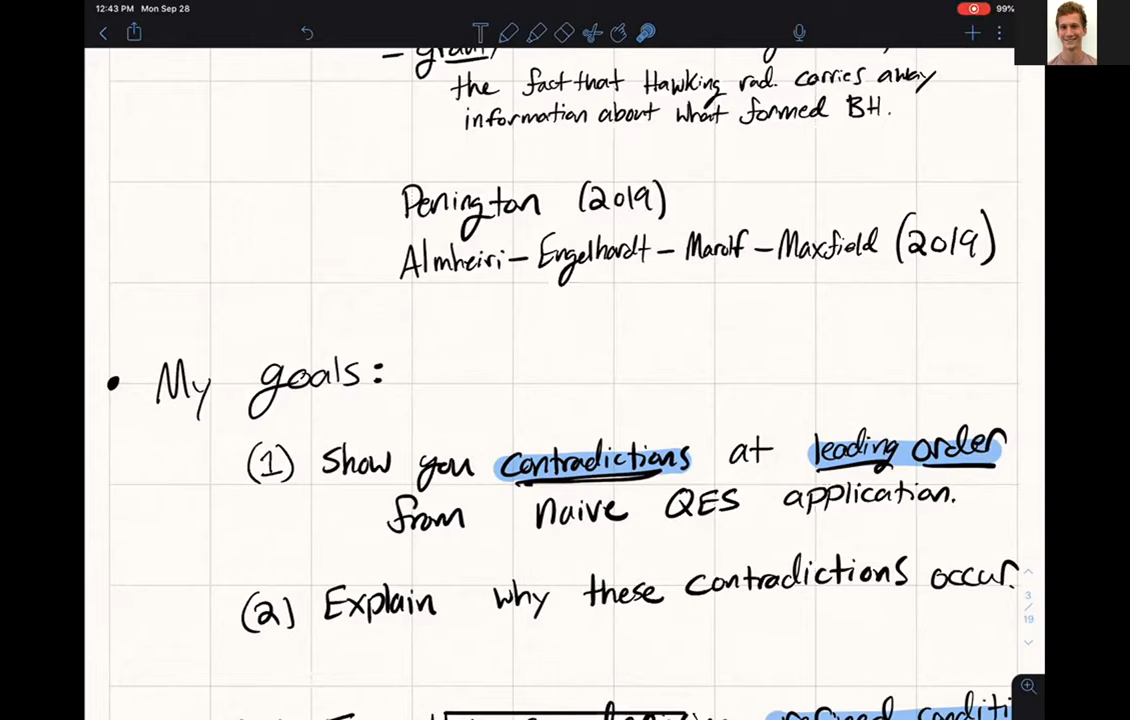 12:43 PM Mon Sep 28
99%
the fact that Hawking rad. carries away
information about what formed BH.
Penington (2019)
Almheiri - Engelhardt - Marolf - Maxfield (2019)
• My goals:
(1) Show you contradictions at leading order
from naive QES application.
(2) Explain why these contradictions occur.
3
/
19